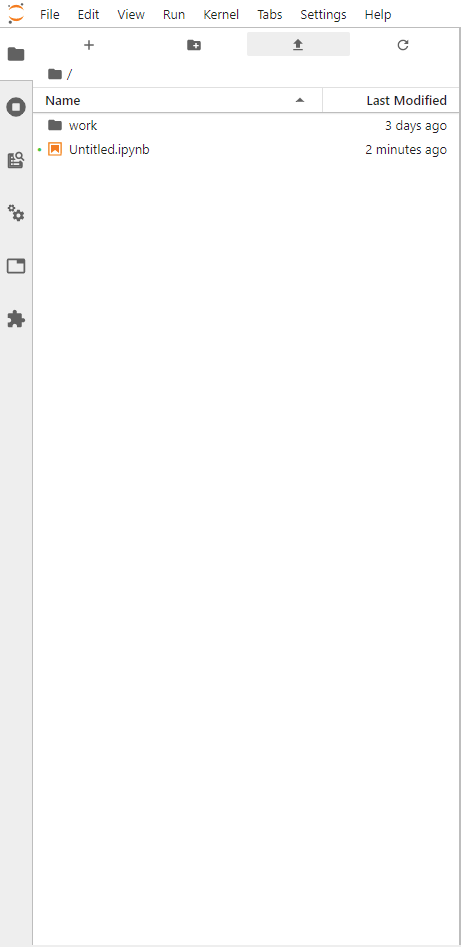 File Edit View Run Kernel Tabs Settings Help
/
Name Last Modified
work 3 days ago
Untitled.ipynb 2 minutes ago